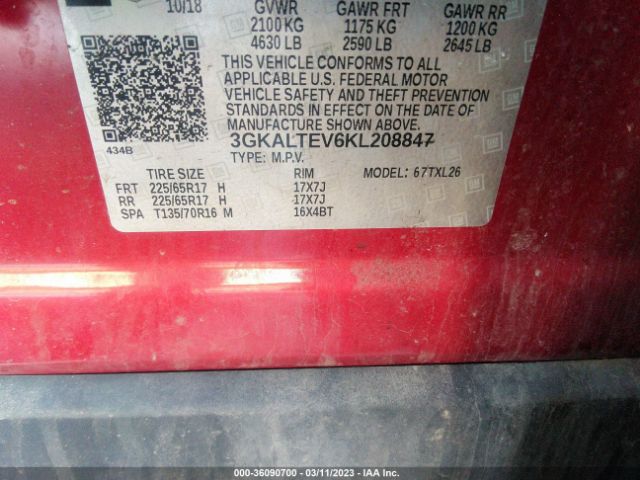 10/18 GVWR GAWR FRT GAWR RR
2100 KG 1175 KG 1200 KG
4630 LB 2590 LB 2645 LB
THIS VEHICLE CONFORMS TO ALL
APPLICABLE U.S. FEDERAL MOTOR
VEHICLE SAFETY AND THEFT PREVENTION
STANDARDS IN EFFECT ON THE DATE OF
MANUFACTURE SHOWN ABOVE.
434B 3GKALTEV6KL208847
TYPE: M.P.V. MODEL: 67TXL26
TIRE SIZE RIM
FRT 225/65R17 H 17X7J
RR 225/65R17 H 17X7J
SPA T135/70R16 M 16X4BT
000-36090700 - 03/11/2023 - IAA Inc.